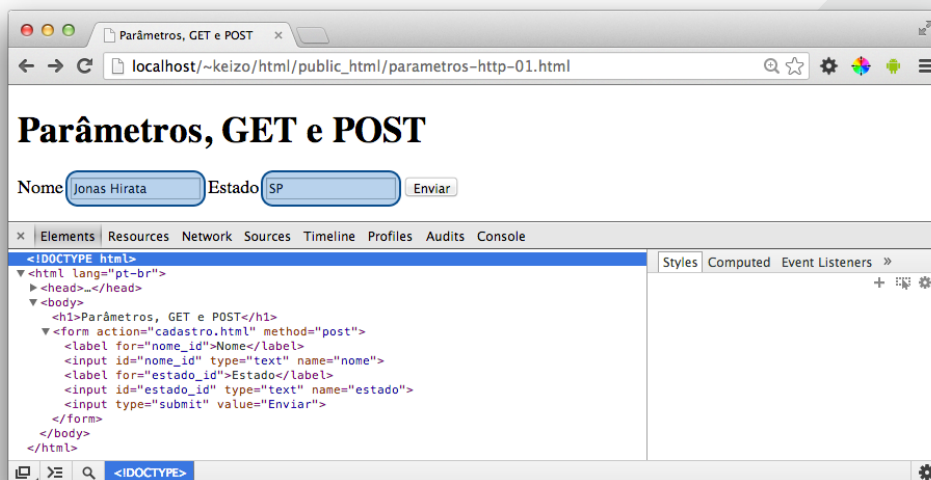 Parâmetros, GET e POST
localhost/~keizo/html/public_html/parametros-http-01.html
Parâmetros, GET e POST
Nome Jonas Hirata Estado SP Enviar
× Elements Resources Network Sources Timeline Profiles Audits Console
<!DOCTYPE html>
Styles Computed Event Listeners »
▼<html lang="pt-br">
▶<head>…</head>
▼<body>
<h1>Parâmetros, GET e POST</h1>
▼<form action="cadastro.html" method="post">
<label for="nome_id">Nome</label>
<input id="nome_id" type="text" name="nome">
<label for="estado_id">Estado</label>
<input id="estado_id" type="text" name="estado">
<input type="submit" value="Enviar">
</form>
</body>
</html>
<!DOCTYPE>